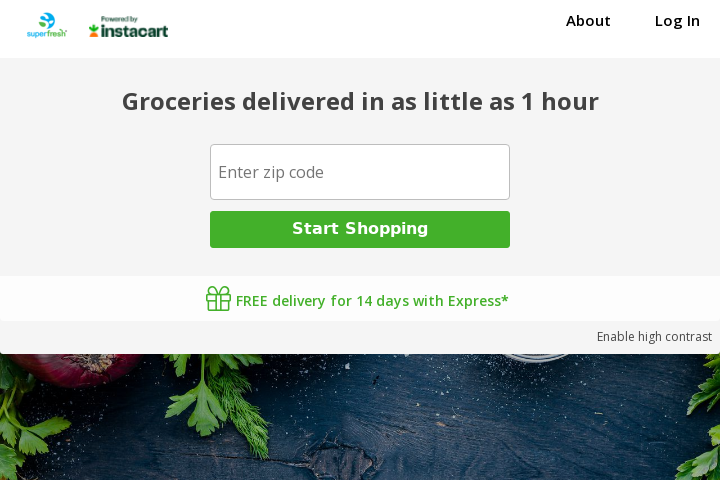 superfresh
Powered by
instacart
About
Log In
Groceries delivered in as little as 1 hour
Enter zip code
Start Shopping
FREE delivery for 14 days with Express*
Enable high contrast